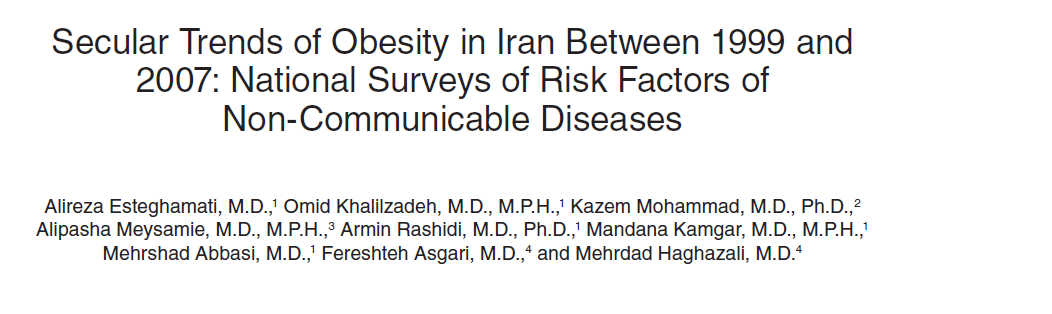 Secular Trends of Obesity in Iran Between 1999 and
2007: National Surveys of Risk Factors of
Non-Communicable Diseases
Alireza Esteghamati, M.D.,¹ Omid Khalilzadeh, M.D., M.P.H.,¹ Kazem Mohammad, M.D., Ph.D.,²
Alipasha Meysamie, M.D., M.P.H.,³ Armin Rashidi, M.D., Ph.D.,¹ Mandana Kamgar, M.D., M.P.H.,¹
Mehrshad Abbasi, M.D.,¹ Fereshteh Asgari, M.D.,⁴ and Mehrdad Haghazali, M.D.⁴